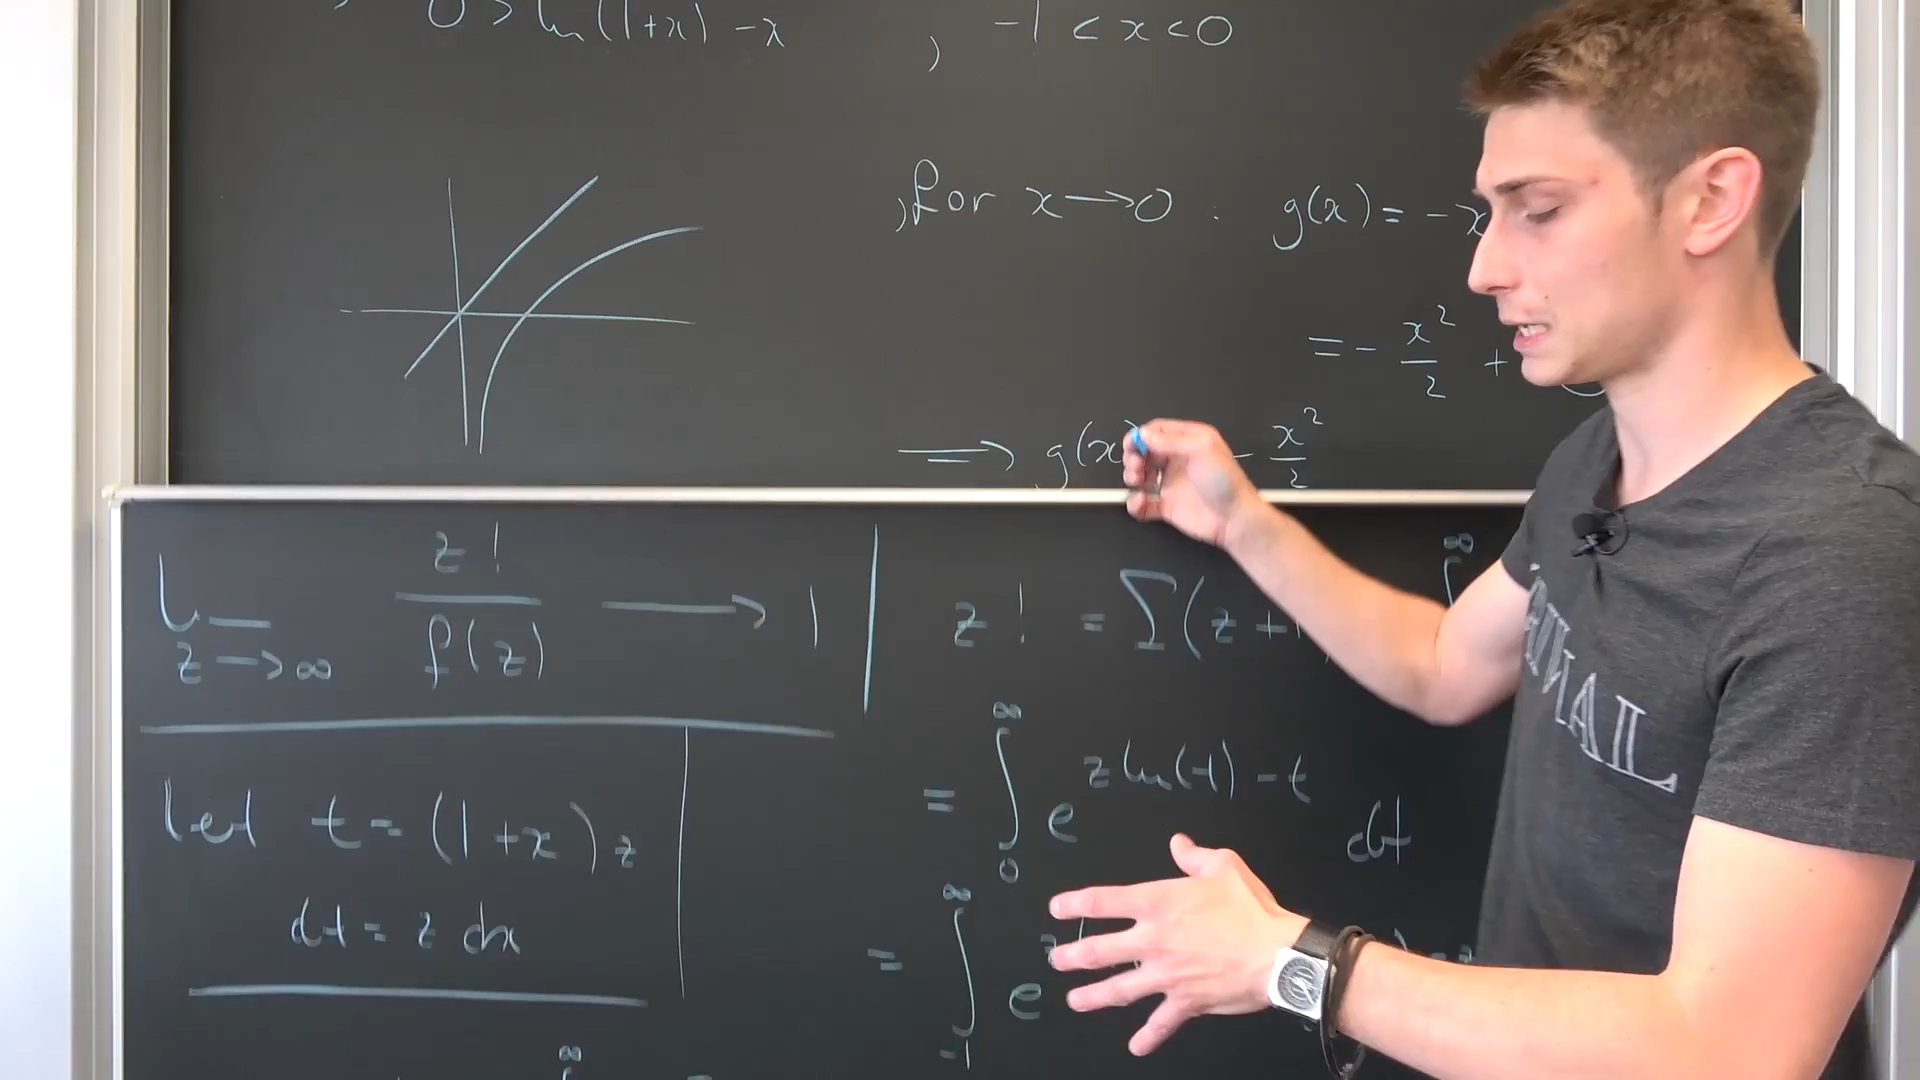 0 > ln(1+x) - x , -1 < x < 0
, for x → 0 : g(x) = - x
= - x²/2 +
⟹ g(x) - x²/2
z → ∞ z!/f(z) → 1
z! = (z+1
= ∫₀^∞ e^{z ln(t) - t} dt
let t = (1+x)z
dt = z dx
= ∫₋₁^∞ e
∞